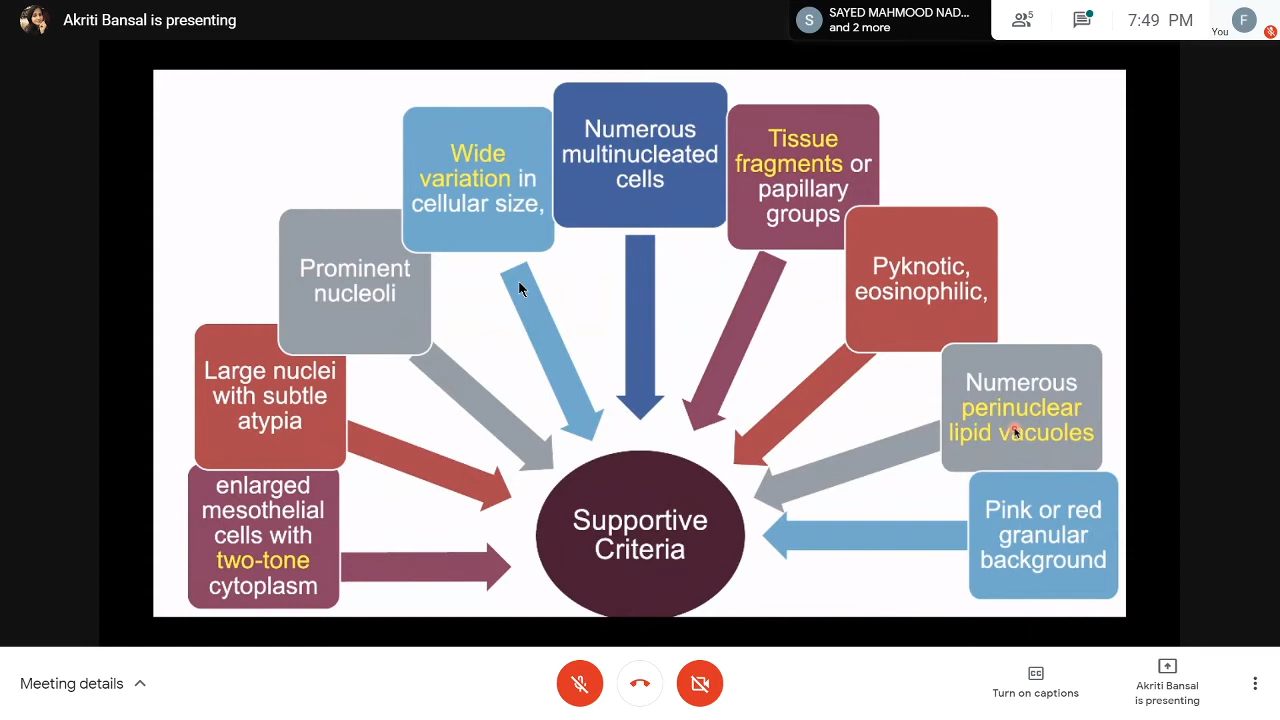 Akriti Bansal is presenting
S
SAYED MAHMOOD NAD...
and 2 more
5
7:49 PM
You
F
Numerous
multinucleated
cells
Wide
variation in
cellular size,
Tissue
fragments or
papillary
groups
Prominent
nucleoli
Pyknotic,
eosinophilic,
Large nuclei
with subtle
atypia
Numerous
perinuclear
lipid vacuoles
enlarged
mesothelial
cells with
two-tone
cytoplasm
Supportive
Criteria
Pink or red
granular
background
Meeting details
CC
Turn on captions
Akriti Bansal
is presenting